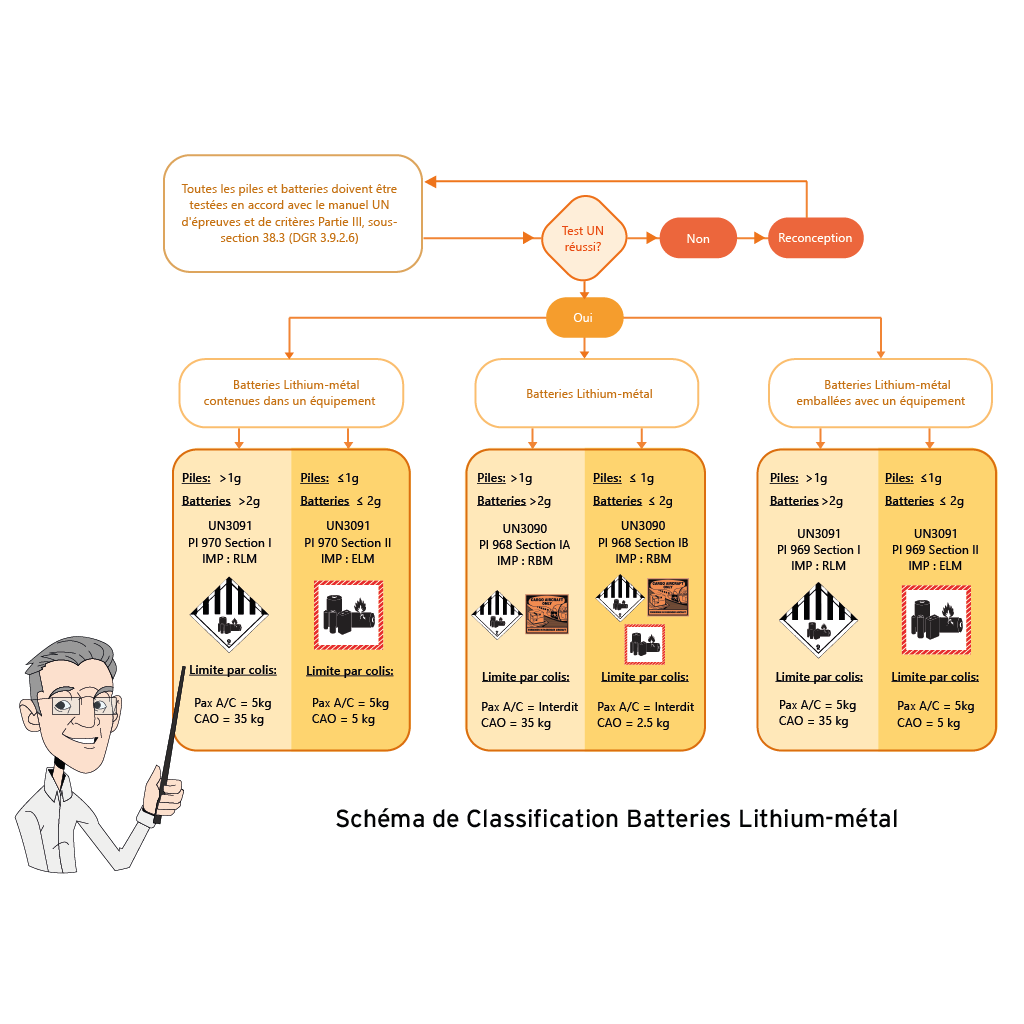 Toutes les piles et batteries doivent être
testées en accord avec le manuel UN
d'épreuves et de critères Partie III, sous-
section 38.3 (DGR 3.9.2.6)
Test UN
réussi?
Non
Reconception
Oui
Batteries Lithium-métal
contenues dans un équipement
Batteries Lithium-métal
Batteries Lithium-métal
emballées avec un équipement
Piles: >1g
Batteries >2g
UN3091
PI 970 Section I
IMP : RLM
Limite par colis:
Pax A/C = 5kg
CAO = 35 kg
Piles: ≤1g
Batteries ≤ 2g
UN3091
PI 970 Section II
IMP : ELM
Limite par colis:
Pax A/C = 5kg
CAO = 5 kg
Piles: >1g
Batteries >2g
UN3090
PI 968 Section IA
IMP : RBM
CARGO AIRCRAFT
ONLY
Limite par colis:
Pax A/C = Interdit
CAO = 35 kg
Piles: ≤ 1g
Batteries ≤ 2g
UN3090
PI 968 Section IB
IMP : RBM
CARGO AIRCRAFT
ONLY
Limite par colis:
Pax A/C = Interdit
CAO = 2.5 kg
Piles: >1g
Batteries >2g
UN3091
PI 969 Section I
IMP : RLM
Limite par colis:
Pax A/C = 5kg
CAO = 35 kg
Piles: ≤1g
Batteries ≤ 2g
UN3091
PI 969 Section II
IMP : ELM
Limite par colis:
Pax A/C = 5kg
CAO = 5 kg
Schéma de Classification Batteries Lithium-métal